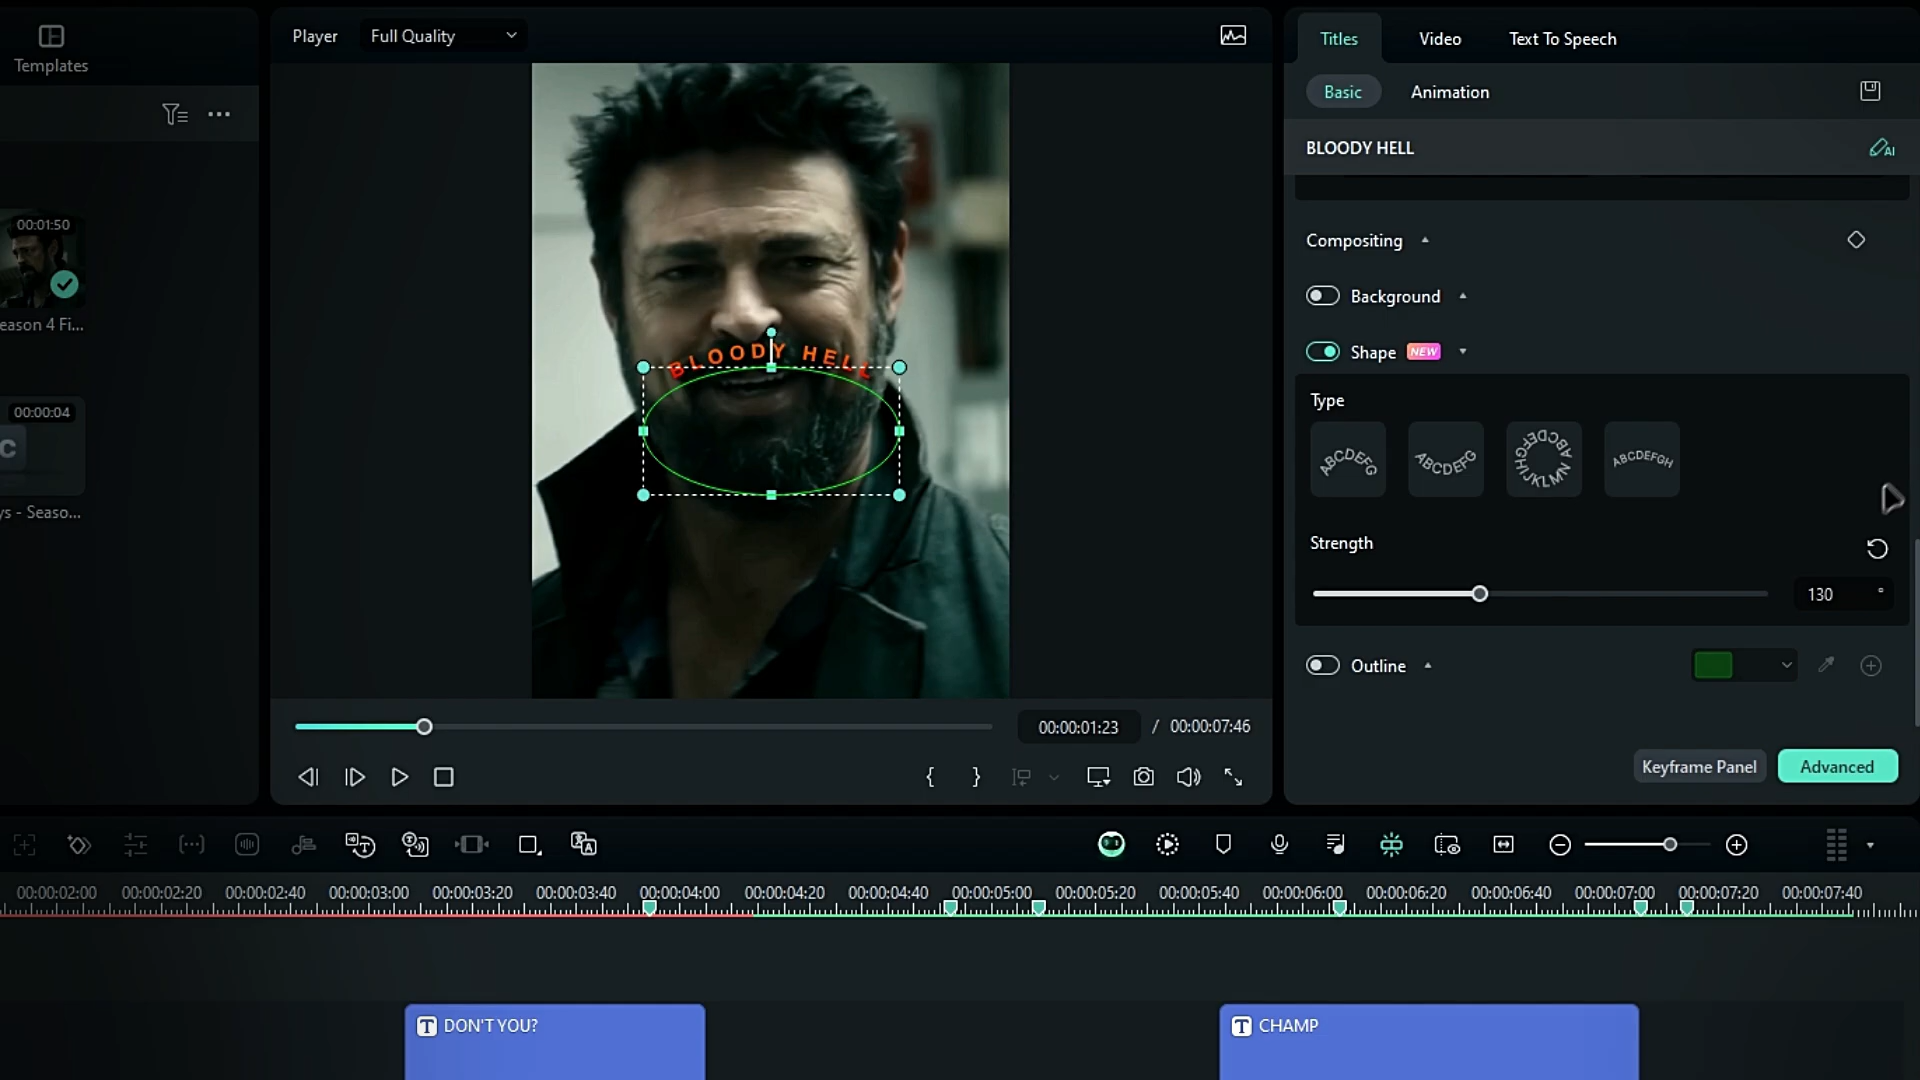 Templates
Player
Full Quality
Titles
Video
Text To Speech
Basic
Animation
BLOODY HELL
AI
00:00:01:50
eason 4 Fi...
00:00:04
C
ys - Seaso...
BLOODY HELL
Compositing
Background
Shape
NEW
Type
ABCDEFG
ABCDEFG
ABCDEFGHIJKLMN
ABCDEFGH
Strength
130
°
Outline
Keyframe Panel
Advanced
00:00:01:23
/
00:00:07:46
{
}
00:00:02:00
00:00:02:20
00:00:02:40
00:00:03:00
00:00:03:20
00:00:03:40
00:00:04:00
00:00:04:20
00:00:04:40
00:00:05:00
00:00:05:20
00:00:05:40
00:00:06:00
00:00:06:20
00:00:06:40
00:00:07:00
00:00:07:20
00:00:07:40
T DON'T YOU?
T CHAMP